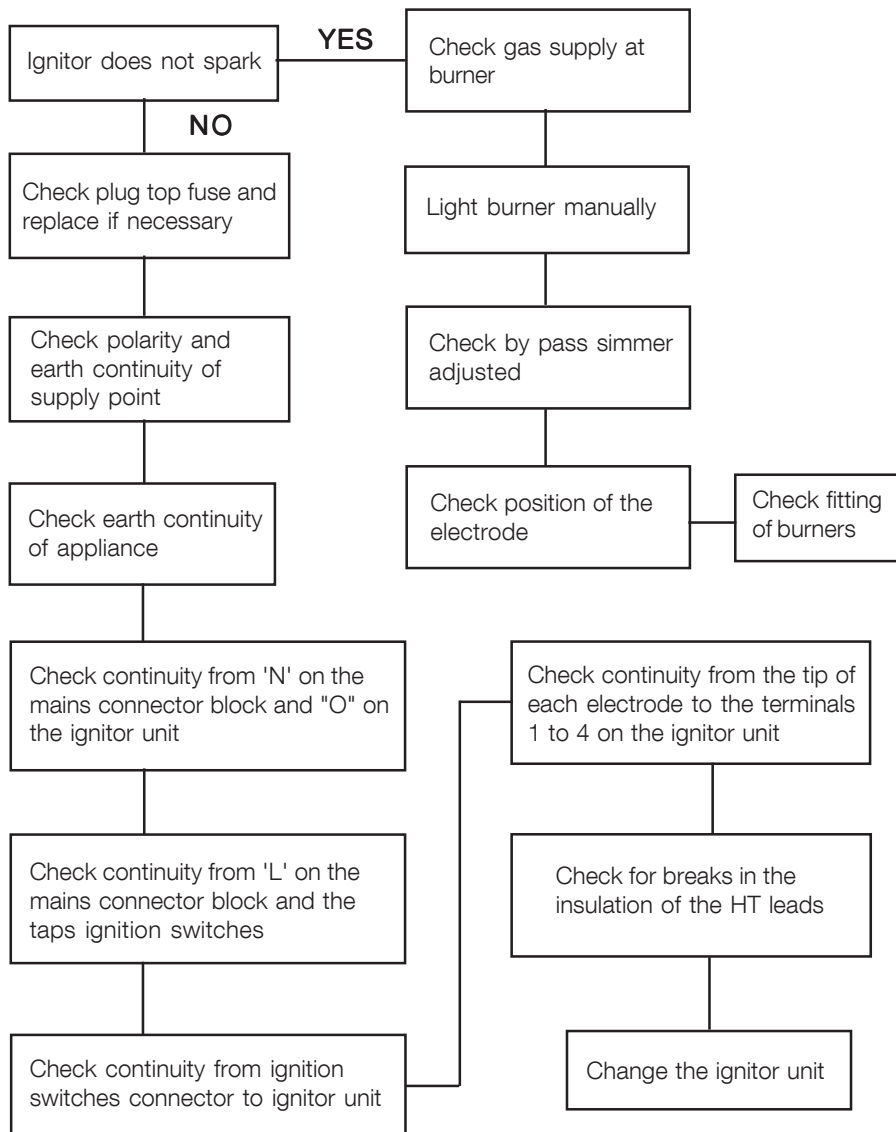 Ignitor does not spark
YES
Check gas supply at
burner
NO
Check plug top fuse and
replace if necessary
Light burner manually
Check polarity and
earth continuity of
supply point
Check by pass simmer
adjusted
Check earth continuity
of appliance
Check position of the
electrode
Check fitting
of burners
Check continuity from 'N' on the
mains connector block and "O" on
the ignitor unit
Check continuity from 'L' on the
mains connector block and the
taps ignition switches
Check continuity from ignition
switches connector to ignitor unit
Check continuity from the tip of
each electrode to the terminals
1 to 4 on the ignitor unit
Check for breaks in the
insulation of the HT leads
Change the ignitor unit